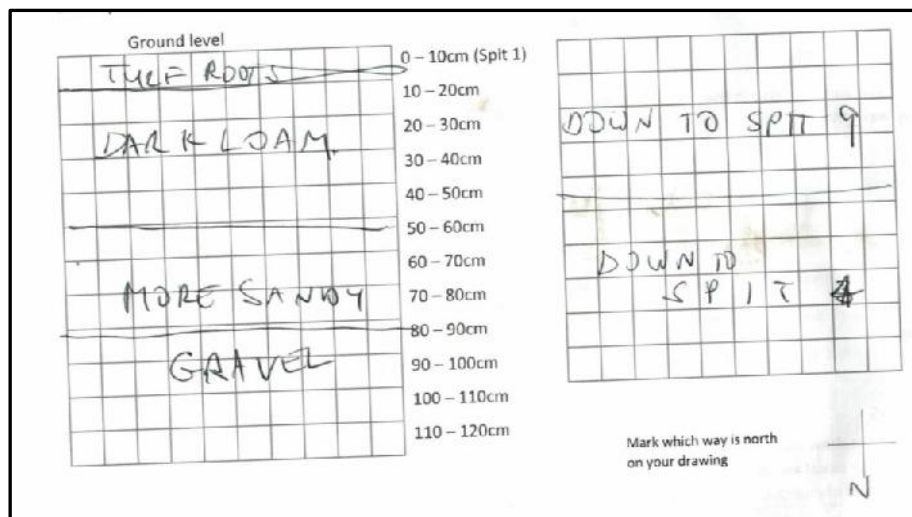 Ground level
TURF ROOTS
DARK LOAM.
MORE SANDY
GRAVEL
0 – 10cm (Spit 1)
10 – 20cm
20 – 30cm
30 – 40cm
40 – 50cm
50 – 60cm
60 – 70cm
70 – 80cm
80 – 90cm
90 – 100cm
100 – 110cm
110 – 120cm
DOWN TO SPIT 9
DOWN TO
SPIT 4
Mark which way is north
on your drawing
N